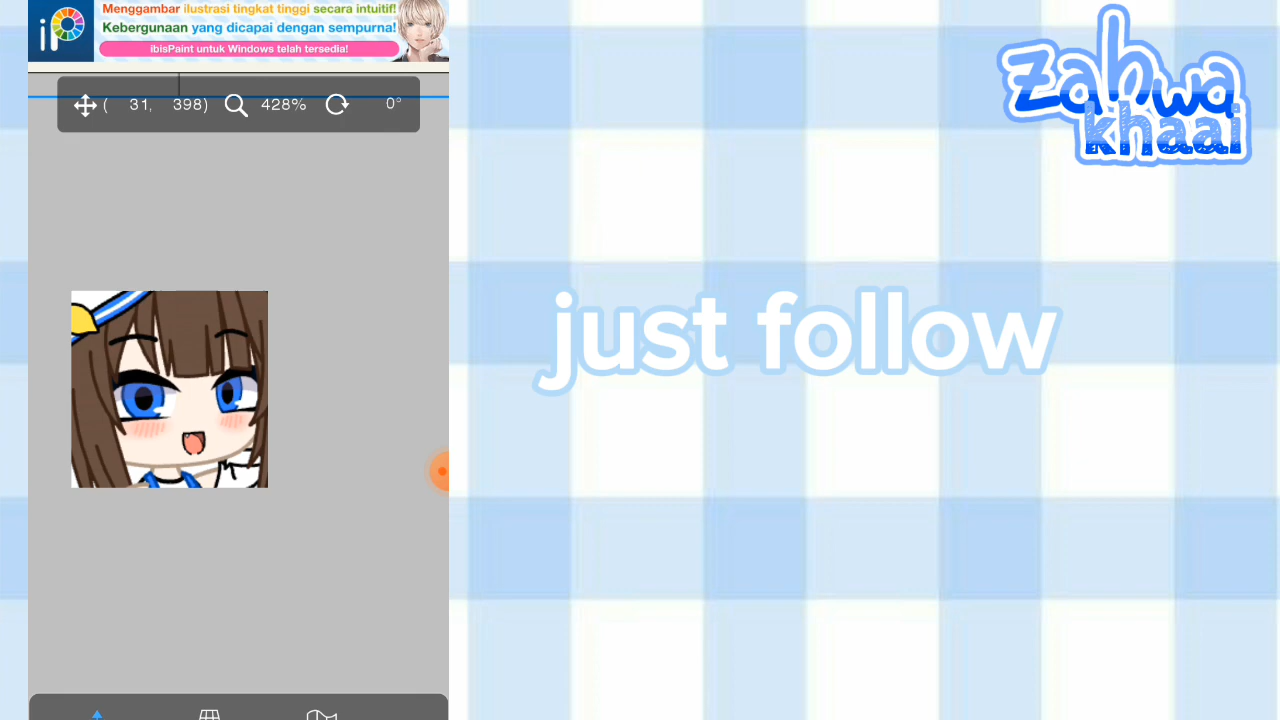 iP
Menggambar ilustrasi tingkat tinggi secara intuitif!
Kebergunaan yang dicapai dengan sempurna!
ibisPaint untuk Windows telah tersedia!
( 31, 398) 428% 0°
zahwa
khaai
just follow